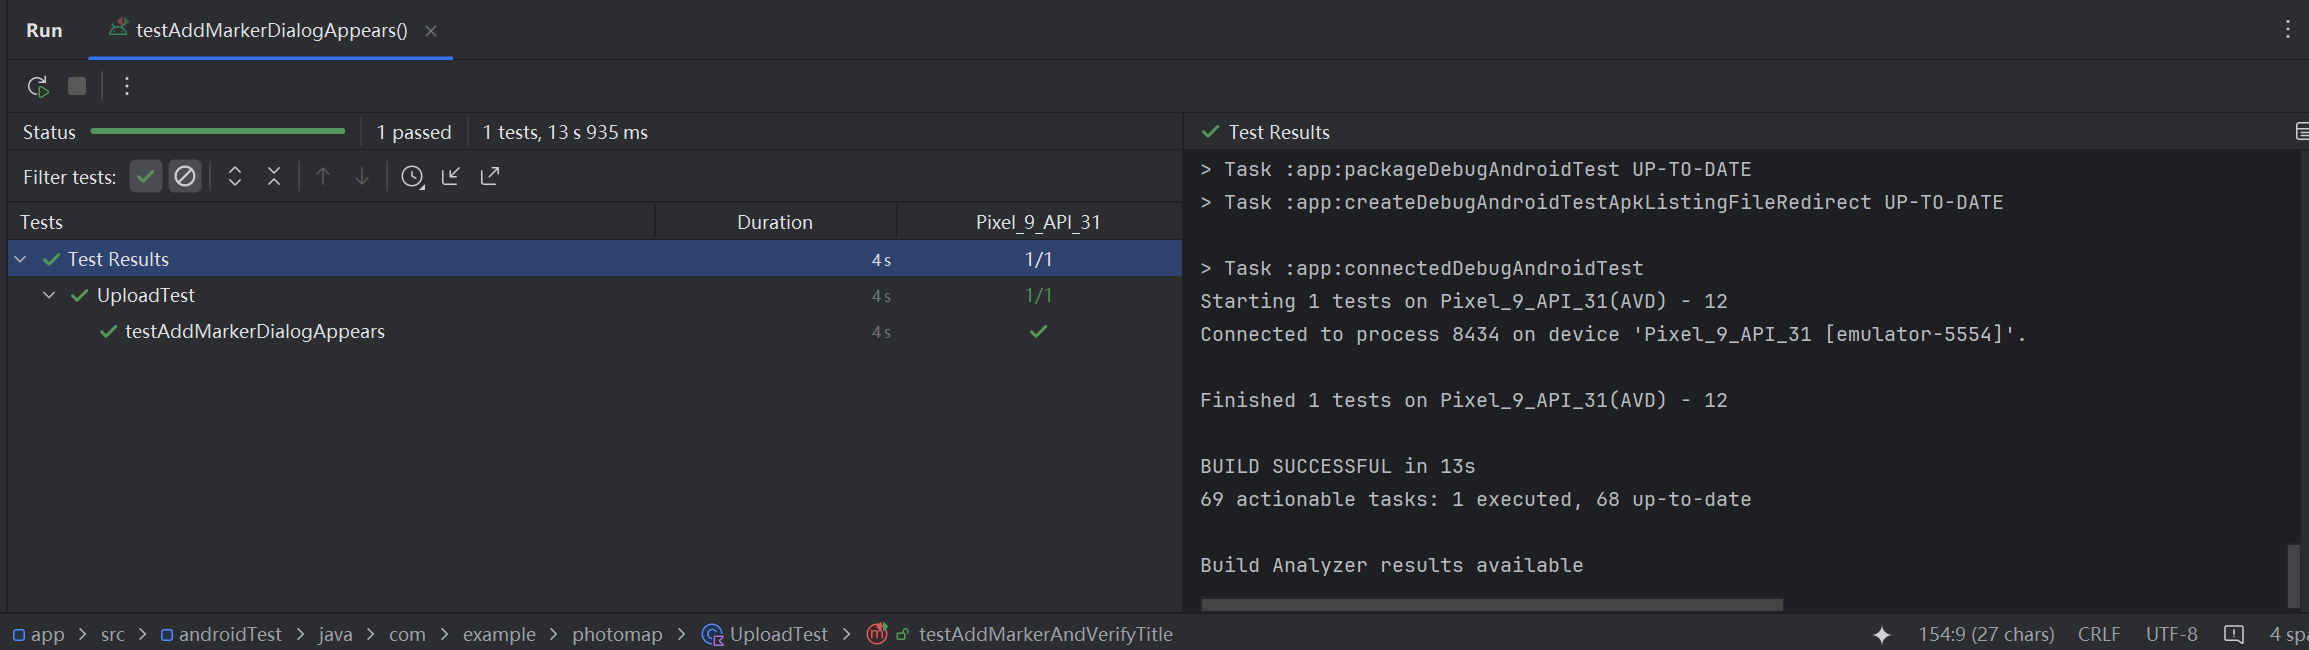 Run testAddMarkerDialogAppears()
Status 1 passed 1 tests, 13 s 935 ms
Filter tests:
Tests Duration Pixel_9_API_31
Test Results 4 s 1/1
UploadTest 4 s 1/1
testAddMarkerDialogAppears 4 s
Test Results
> Task :app:packageDebugAndroidTest UP-TO-DATE
> Task :app:createDebugAndroidTestApkListingFileRedirect UP-TO-DATE
> Task :app:connectedDebugAndroidTest
Starting 1 tests on Pixel_9_API_31(AVD) - 12
Connected to process 8434 on device 'Pixel_9_API_31 [emulator-5554]'.
Finished 1 tests on Pixel_9_API_31(AVD) - 12
BUILD SUCCESSFUL in 13s
69 actionable tasks: 1 executed, 68 up-to-date
Build Analyzer results available
app > src > androidTest > java > com > example > photomap > UploadTest > testAddMarkerAndVerifyTitle 154:9 (27 chars) CRLF UTF-8 4 spa